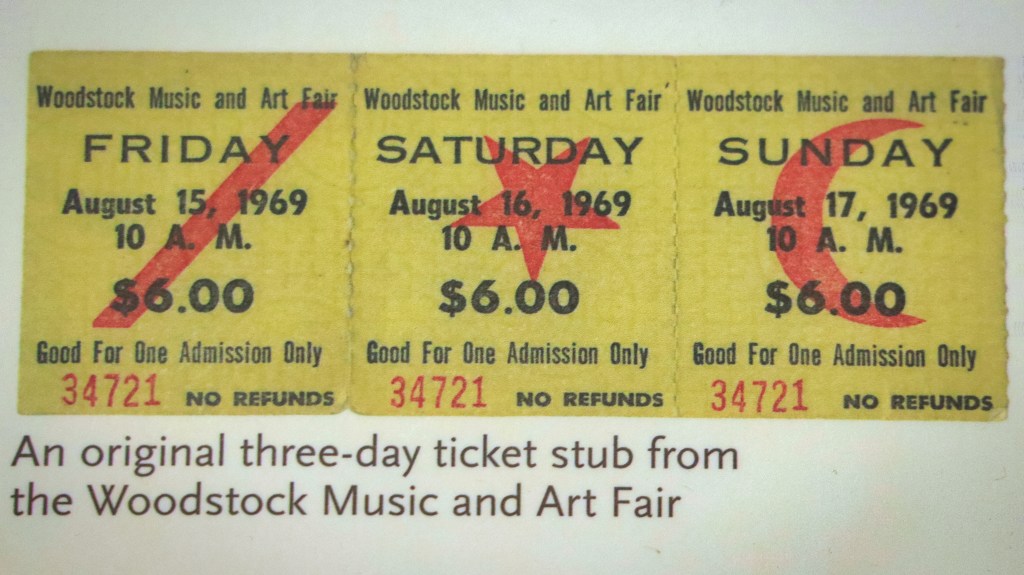 Woodstock Music and Art Fair
FRIDAY
August 15, 1969
10 A. M.
$6.00
Good For One Admission Only
34721 NO REFUNDS
Woodstock Music and Art Fair
SATURDAY
August 16, 1969
10 A. M.
$6.00
Good For One Admission Only
34721 NO REFUNDS
Woodstock Music and Art Fair
SUNDAY
August 17, 1969
10 A. M.
$6.00
Good For One Admission Only
34721 NO REFUNDS
An original three-day ticket stub from
the Woodstock Music and Art Fair